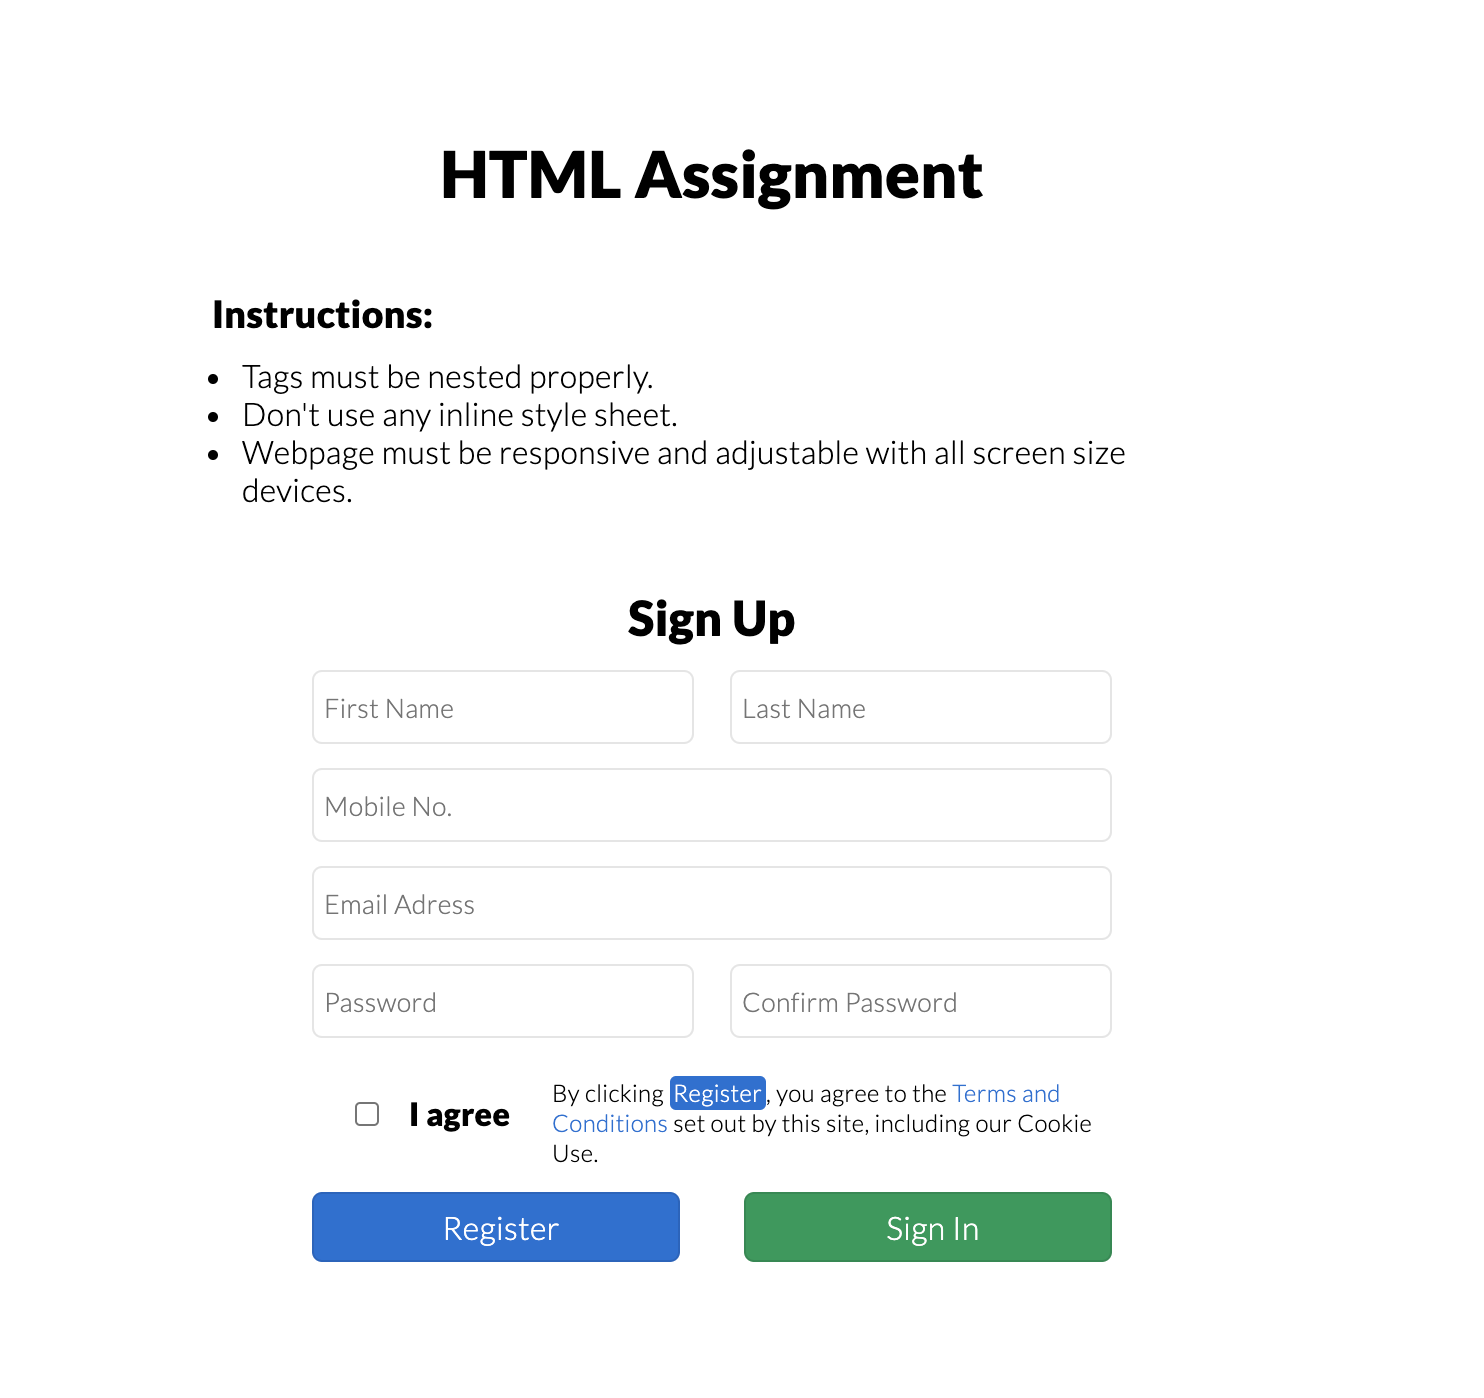 HTML Assignment
Instructions:
Tags must be nested properly.
Don't use any inline style sheet.
Webpage must be responsive and adjustable with all screen size
devices.
Sign Up
First Name
Last Name
Mobile No.
Email Adress
Password
Confirm Password
I agree
By clicking Register, you agree to the Terms and
Conditions set out by this site, including our Cookie
Use.
Register
Sign In